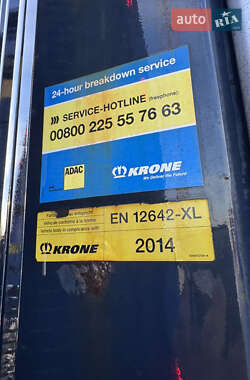 AUTO RIA
24-hour breakdown service
»» SERVICE-HOTLINE (freephone)
00800 225 55 76 63
ADAC
KRONE
We Deliver the Future
EN 12642-XL
KRONE
2014